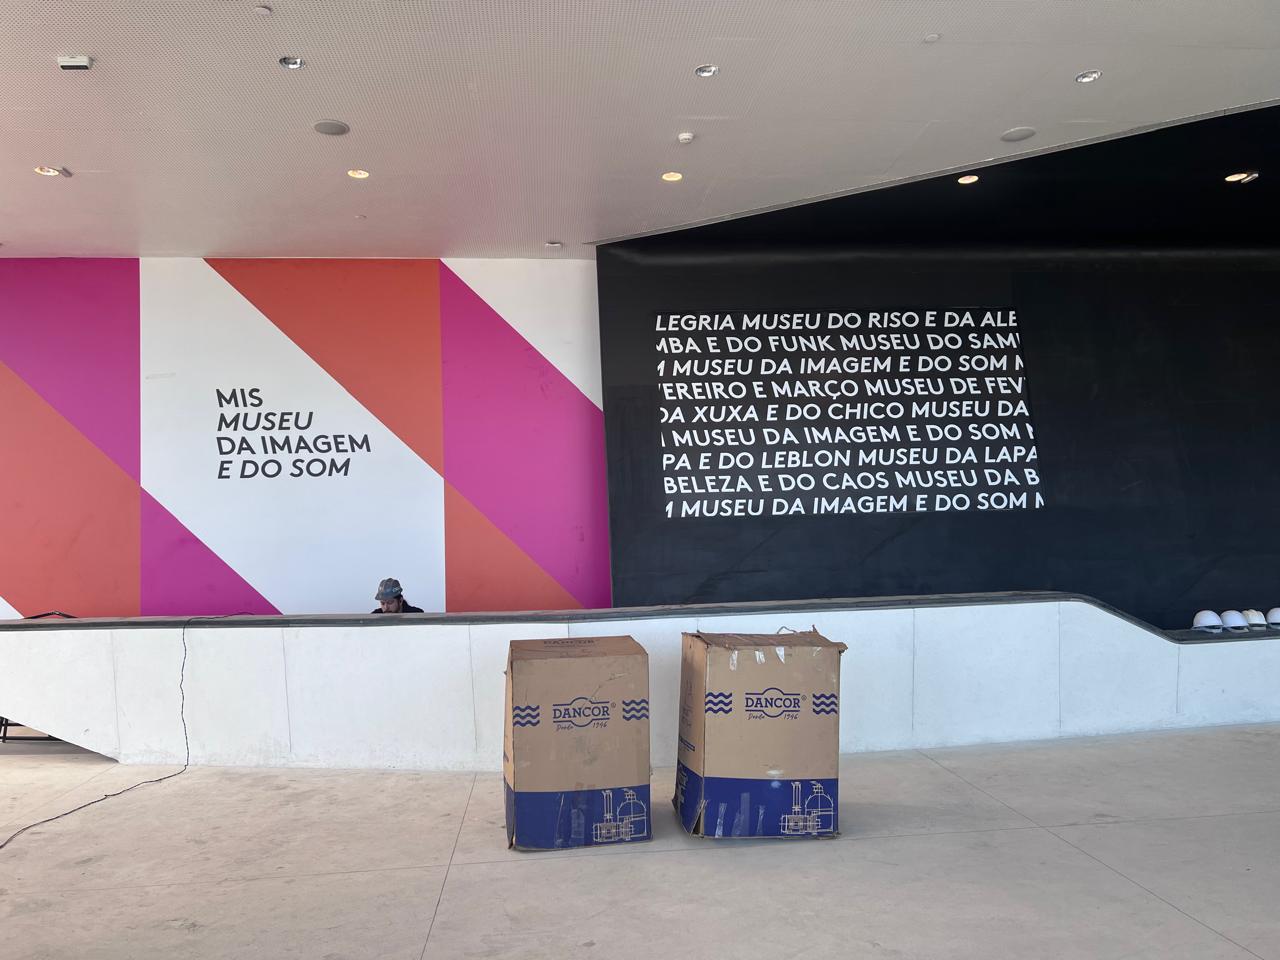 MIS
MUSEU
DA IMAGEM
E DO SOM
LEGRIA MUSEU DO RISO E DA ALE
MBA E DO FUNK MUSEU DO SAM
M MUSEU DA IMAGEM E DO SOM M
VEREIRO E MARÇO MUSEU DE FEV
DA XUXA E DO CHICO MUSEU DA
MUSEU DA IMAGEM E DO SOM
PA E DO LEBLON MUSEU DA LAPA
BELEZA E DO CAOS MUSEU DA B
M MUSEU DA IMAGEM E DO SOM M
DANCOR
DANCOR®
Desde 1946
DANCOR®
Desde 1946